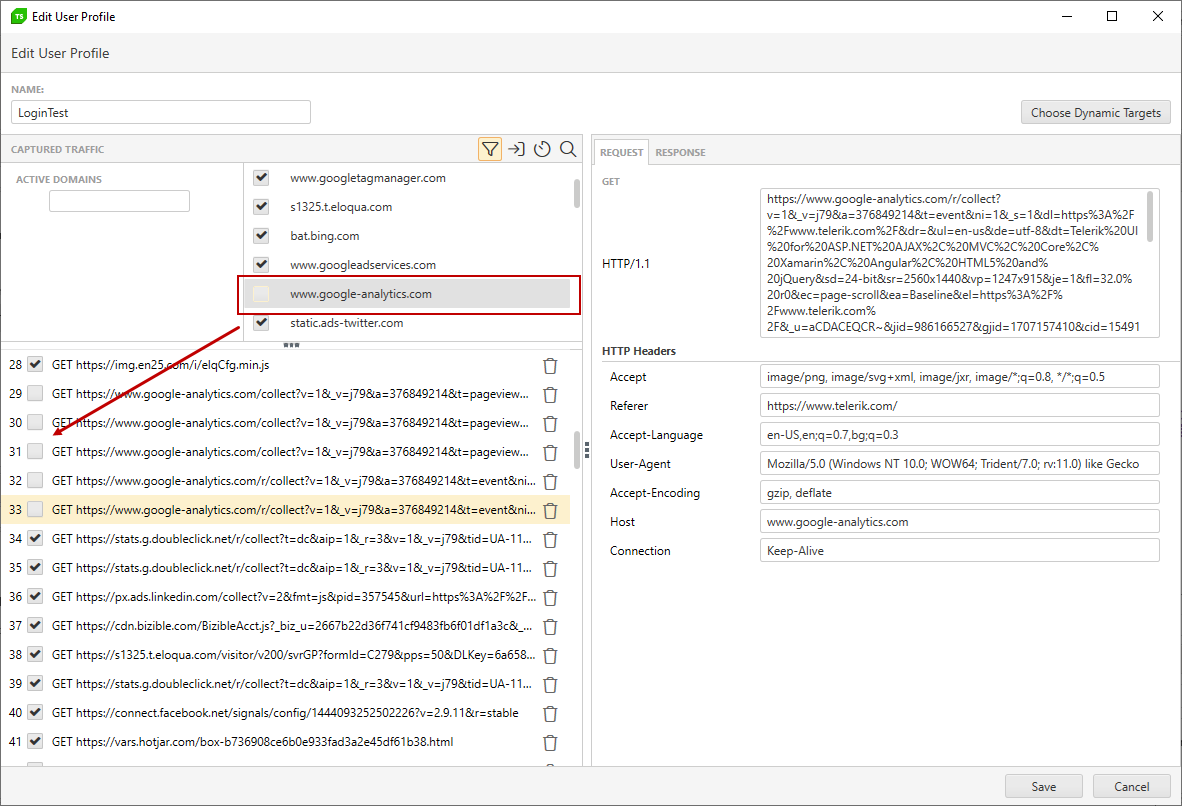 TS Edit User Profile
Edit User Profile
NAME:
LoginTest
Choose Dynamic Targets
CAPTURED TRAFFIC
ACTIVE DOMAINS
www.googletagmanager.com
s1325.t.eloqua.com
bat.bing.com
www.googleadservices.com
www.google-analytics.com
static.ads-twitter.com
28 GET https://img.en25.com/i/elqCfg.min.js
29 GET https://www.google-analytics.com/collect?v=1&_v=j79&a=376849214&t=pageview...
30 GET https://www.google-analytics.com/collect?v=1&_v=j79&a=376849214&t=pageview...
31 GET https://www.google-analytics.com/collect?v=1&_v=j79&a=376849214&t=pageview...
32 GET https://www.google-analytics.com/r/collect?v=1&_v=j79&a=376849214&t=event&ni...
33 GET https://www.google-analytics.com/r/collect?v=1&_v=j79&a=376849214&t=event&ni...
34 GET https://stats.g.doubleclick.net/r/collect?t=dc&aip=1&_r=3&v=1&_v=j79&tid=UA-11...
35 GET https://stats.g.doubleclick.net/r/collect?t=dc&aip=1&_r=3&v=1&_v=j79&tid=UA-11...
36 GET https://px.ads.linkedin.com/collect?v=2&fmt=js&pid=357545&url=https%3A%2F%2F...
37 GET https://cdn.bizible.com/BizibleAcct.js?_biz_u=2667b22d36f741cf9483fb6f01df1a3c&_...
38 GET https://s1325.t.eloqua.com/visitor/v200/svrGP?formId=C279&pps=50&DLKey=6a658...
39 GET https://stats.g.doubleclick.net/r/collect?t=dc&aip=1&_r=3&v=1&_v=j79&tid=UA-11...
40 GET https://connect.facebook.net/signals/config/1444093252502226?v=2.9.11&r=stable
41 GET https://vars.hotjar.com/box-b736908ce6b0e933fad3a2e45df61b38.html
REQUEST RESPONSE
GET
HTTP/1.1
https://www.google-analytics.com/r/collect?
v=1&_v=j79&a=376849214&t=event&ni=1&_s=1&dl=https%3A%2F
%2Fwww.telerik.com%2F&dr=&ul=en-us&de=utf-8&dt=Telerik%20UI
%20for%20ASP.NET%20AJAX%2C%20MVC%2C%20Core%2C%
20Xamarin%2C%20Angular%2C%20HTML5%20and%
20jQuery&sd=24-bit&sr=2560x1440&vp=1247x915&je=1&fl=32.0%
20r0&ec=page-scroll&ea=Baseline&el=https%3A%2F%
2Fwww.telerik.com%
2F&_u=aCDACEQCR~&jid=986166527&gjid=1707157410&cid=15491
HTTP Headers
Accept image/png, image/svg+xml, image/jxr, image/*;q=0.8, */*;q=0.5
Referer https://www.telerik.com/
Accept-Language en-US,en;q=0.7,bg;q=0.3
User-Agent Mozilla/5.0 (Windows NT 10.0; WOW64; Trident/7.0; rv:11.0) like Gecko
Accept-Encoding gzip, deflate
Host www.google-analytics.com
Connection Keep-Alive
Save Cancel